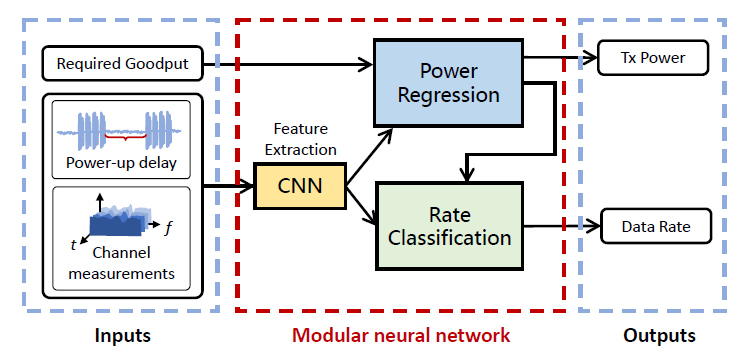 Required Goodput
Power-up delay
t
f
Channel
measurements
Feature
Extraction
CNN
Power
Regression
Rate
Classification
Tx Power
Data Rate
Inputs
Modular neural network
Outputs